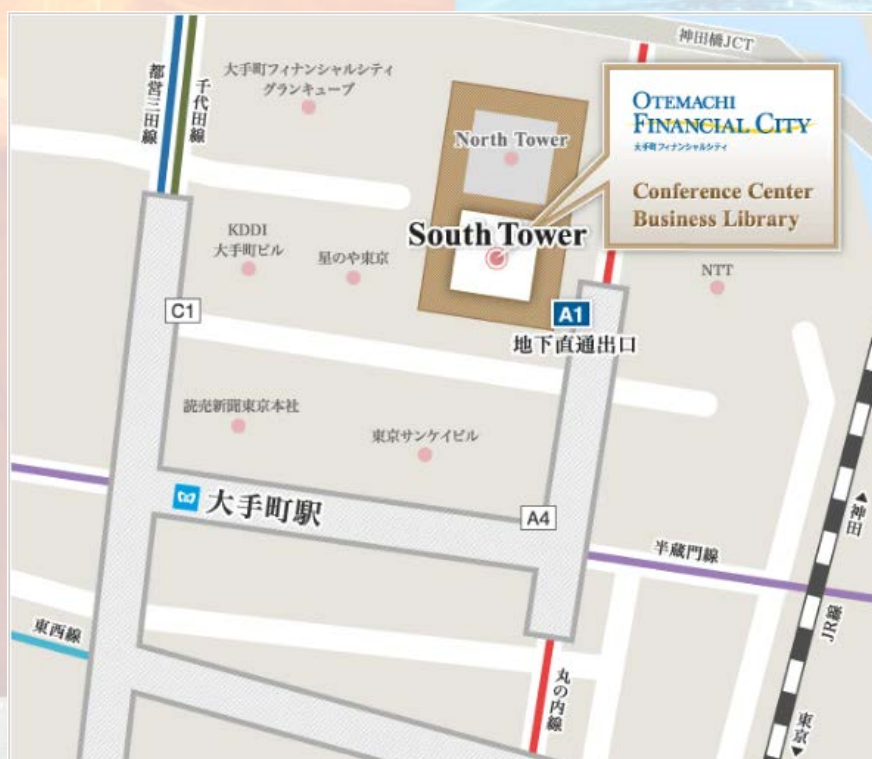 神田橋JCT
都営三田線
千代田線
大手町フィナンシャルシティ
グランキューブ
North Tower
OTEMACHI
FINANCIAL CITY
大手町フィナンシャルシティ
Conference Center
Business Library
South Tower
KDDI
大手町ビル
星のや東京
NTT
C1
A1
地下直通出口
読売新聞東京本社
東京サンケイビル
大手町駅
A4
半蔵門線
▲神田
JR線
東京▼
東西線
丸の内線